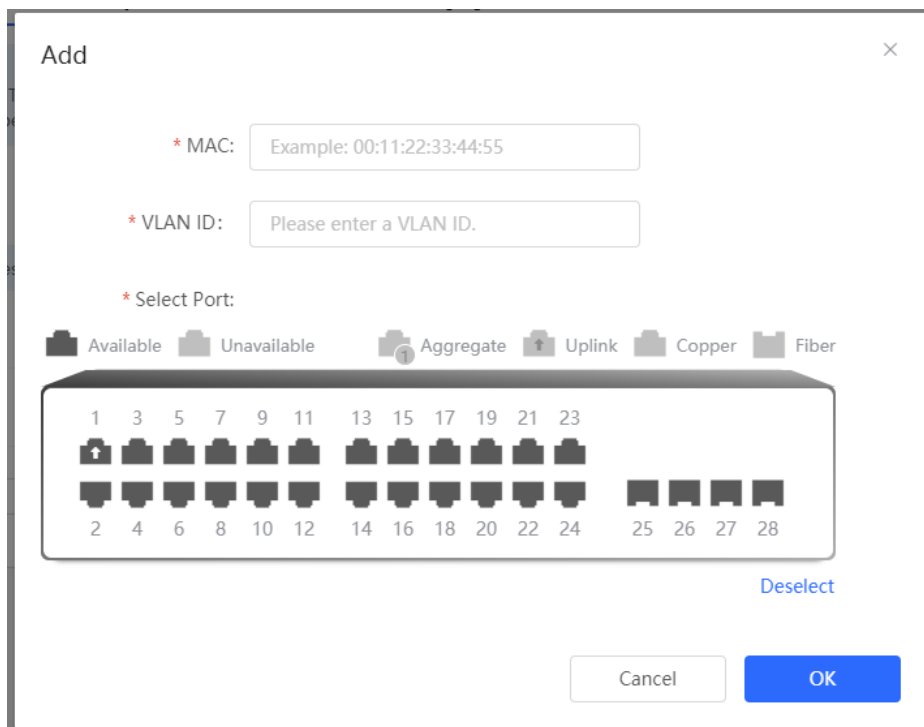 Add
* MAC:
Example: 00:11:22:33:44:55
* VLAN ID:
Please enter a VLAN ID.
* Select Port:
Available Unavailable 1 Aggregate Uplink Copper Fiber
1 3 5 7 9 11 13 15 17 19 21 23
2 4 6 8 10 12 14 16 18 20 22 24 25 26 27 28
Deselect
Cancel OK